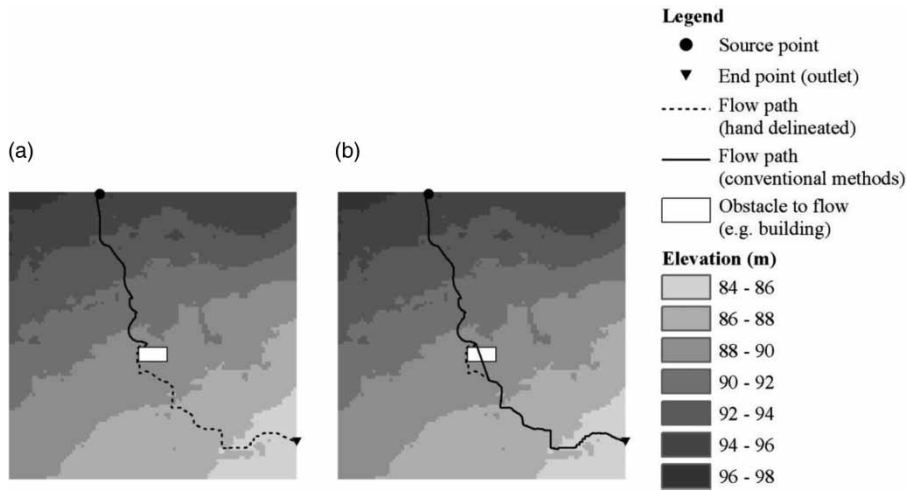 (a)
(b)
Legend
Source point
End point (outlet)
Flow path
(hand delineated)
Flow path
(conventional methods)
Obstacle to flow
(e.g. building)
Elevation (m)
84 - 86
86 - 88
88 - 90
90 - 92
92 - 94
94 - 96
96 - 98